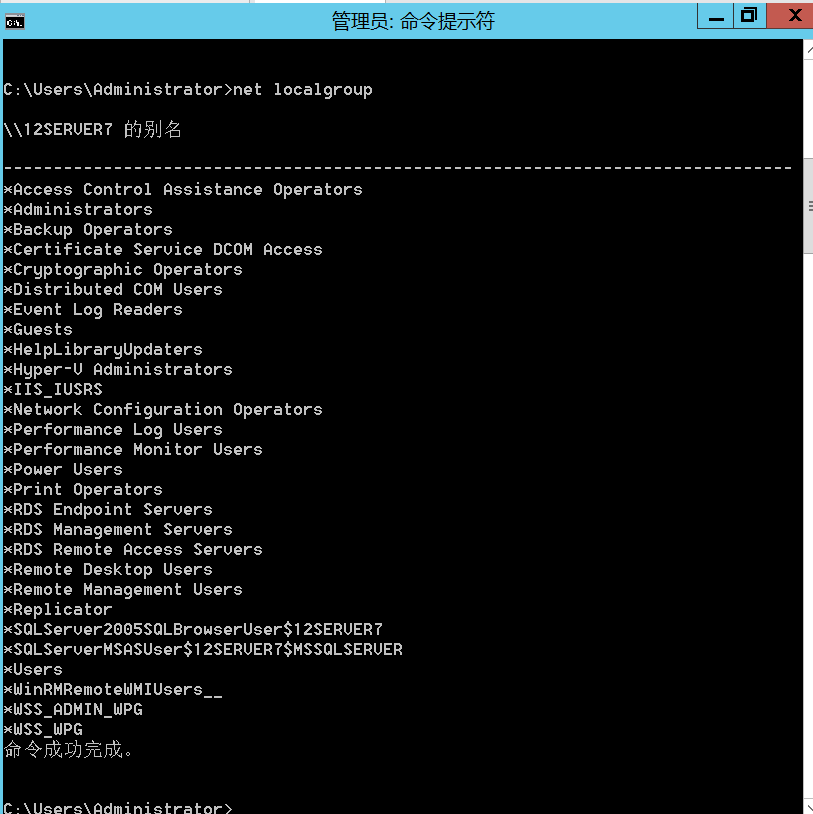 管理员: 命令提示符
C:\Users\Administrator>net localgroup
\\12SERVER7 的别名
-------------------------------------------------------------------------------
*Access Control Assistance Operators
*Administrators
*Backup Operators
*Certificate Service DCOM Access
*Cryptographic Operators
*Distributed COM Users
*Event Log Readers
*Guests
*HelpLibraryUpdaters
*Hyper-V Administrators
*IIS_IUSRS
*Network Configuration Operators
*Performance Log Users
*Performance Monitor Users
*Power Users
*Print Operators
*RDS Endpoint Servers
*RDS Management Servers
*RDS Remote Access Servers
*Remote Desktop Users
*Remote Management Users
*Replicator
*SQLServer2005SQLBrowserUser$12SERVER7
*SQLServerMSASUser$12SERVER7$MSSQLSERVER
*Users
*WinRMRemoteWMIUsers__
*WSS_ADMIN_WPG
*WSS_WPG
命令成功完成。
C:\Users\Administrator>